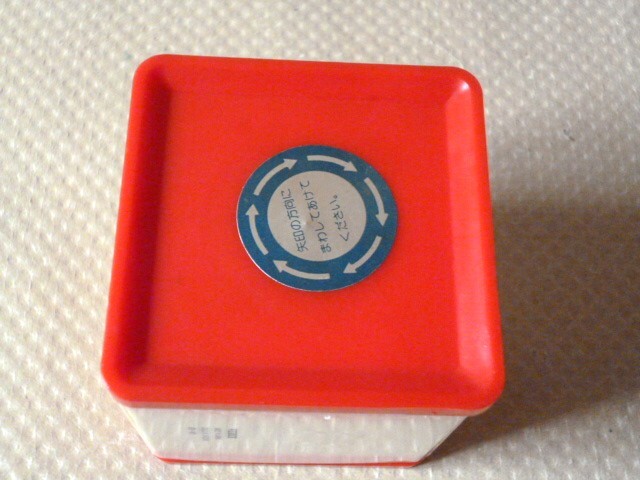 矢印の方向に
まわしてあけて
ください。